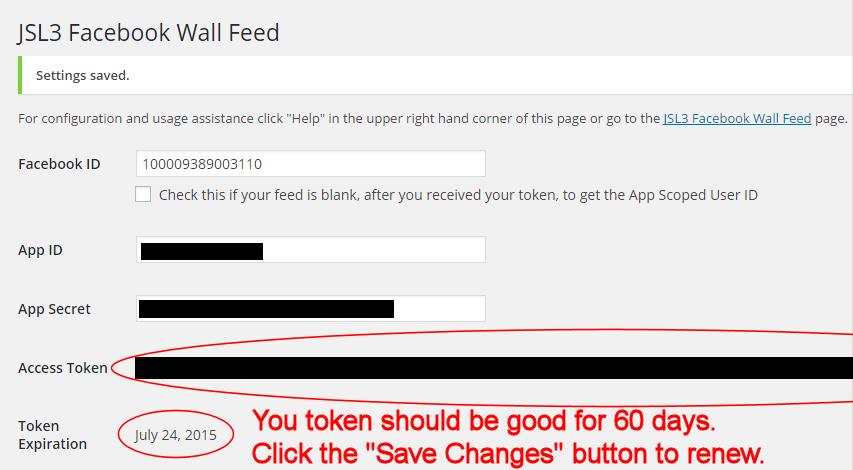 JSL3 Facebook Wall Feed
Settings saved.
For configuration and usage assistance click "Help" in the upper right hand corner of this page or go to the JSL3 Facebook Wall Feed page.
Facebook ID
100009389003110
Check this if your feed is blank, after you received your token, to get the App Scoped User ID
App ID
App Secret
Access Token
Token
Expiration
July 24, 2015
You token should be good for 60 days.
Click the "Save Changes" button to renew.